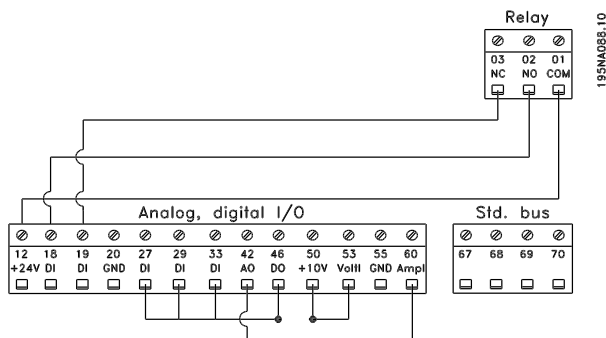 Relay
03 02 01
NC NO COM
195NA088.10
Analog, digital I/O
12 18 19 20 27 29 33 42 46 50 53 55 60
+24V DI DI GND DI DI DI AO DO +10V VoltI GND AmpI
Std. bus
67 68 69 70